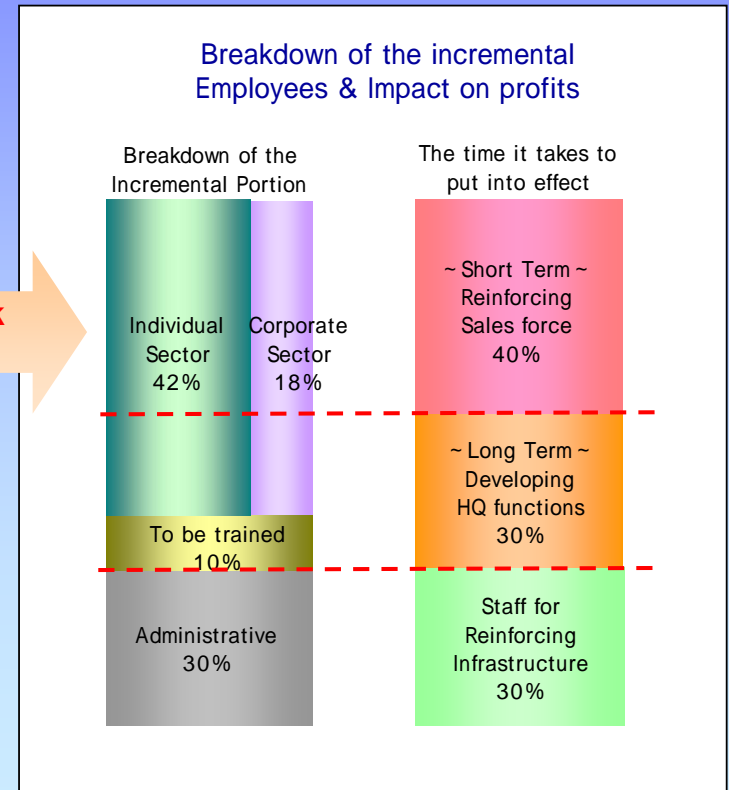 Breakdown of the incremental
Employees & Impact on profits
Breakdown of the
Incremental Portion
The time it takes to
put into effect
Individual
Sector
42%
Corporate
Sector
18%
To be trained
10%
Administrative
30%
~ Short Term ~
Reinforcing
Sales force
40%
~ Long Term ~
Developing
HQ functions
30%
Staff for
Reinforcing
Infrastructure
30%